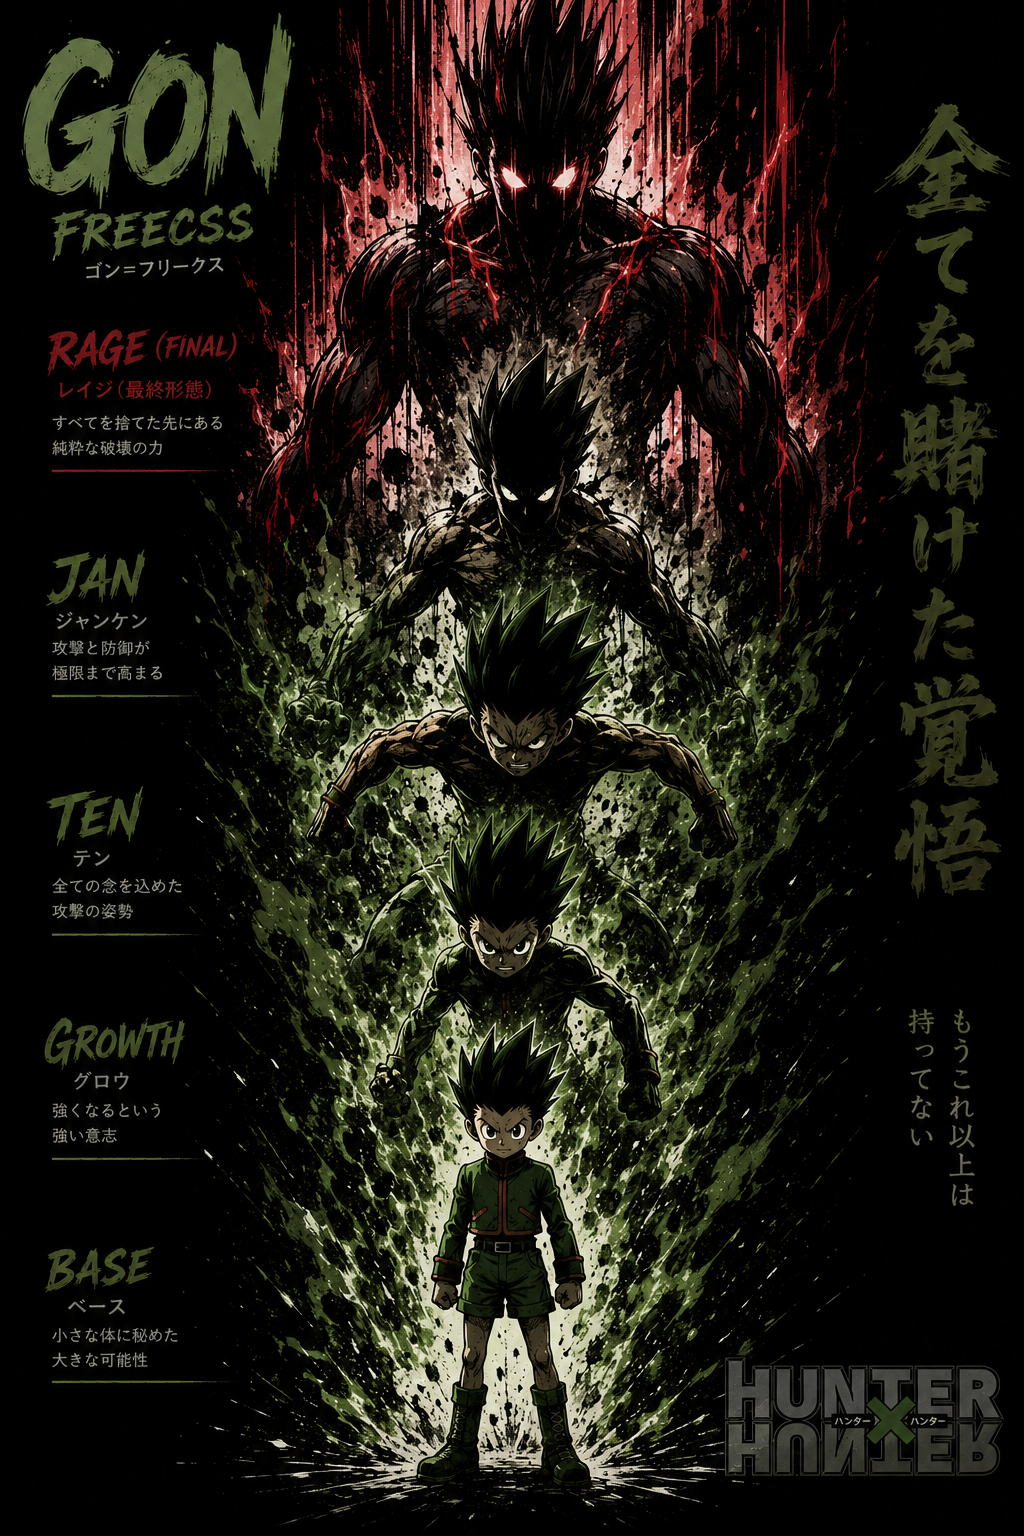 GON
FREECSS
ゴン=フリークス
RAGE (FINAL)
レイジ(最終形態)
すべてを捨てた先にある
純粋な破壊の力
JAN
ジャンケン
攻撃と防御が
極限まで高まる
TEN
テン
全ての念を込めた
攻撃の姿勢
GROWTH
グロウ
強くなるという
強い意志
BASE
ベース
小さな体に秘めた
大きな可能性
全てを賭けた覚悟
もうこれ以上は
持ってない
HUNTER
ハンター×ハンター
HUNTER